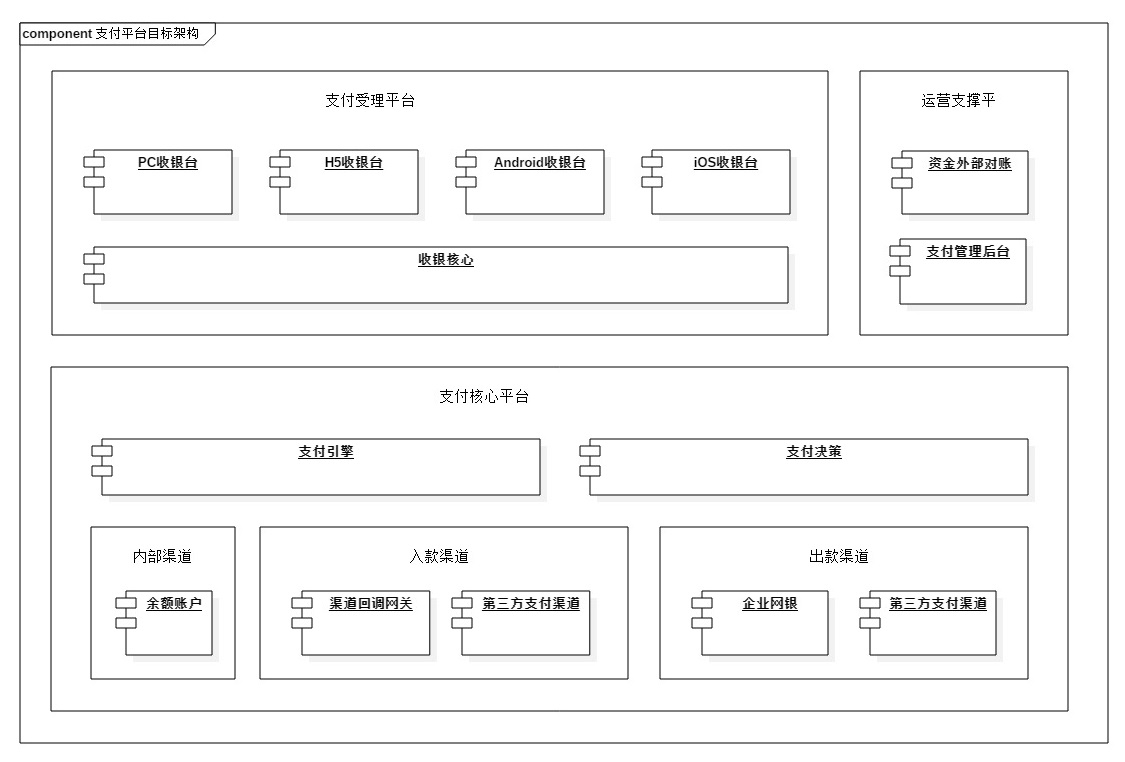 component 支付平台目标架构
支付受理平台
运营支撑平
PC收银台
H5收银台
Android收银台
iOS收银台
资金外部对账
收银核心
支付管理后台
支付核心平台
支付引擎
支付决策
内部渠道
入款渠道
出款渠道
余额账户
渠道回调网关
第三方支付渠道
企业网银
第三方支付渠道